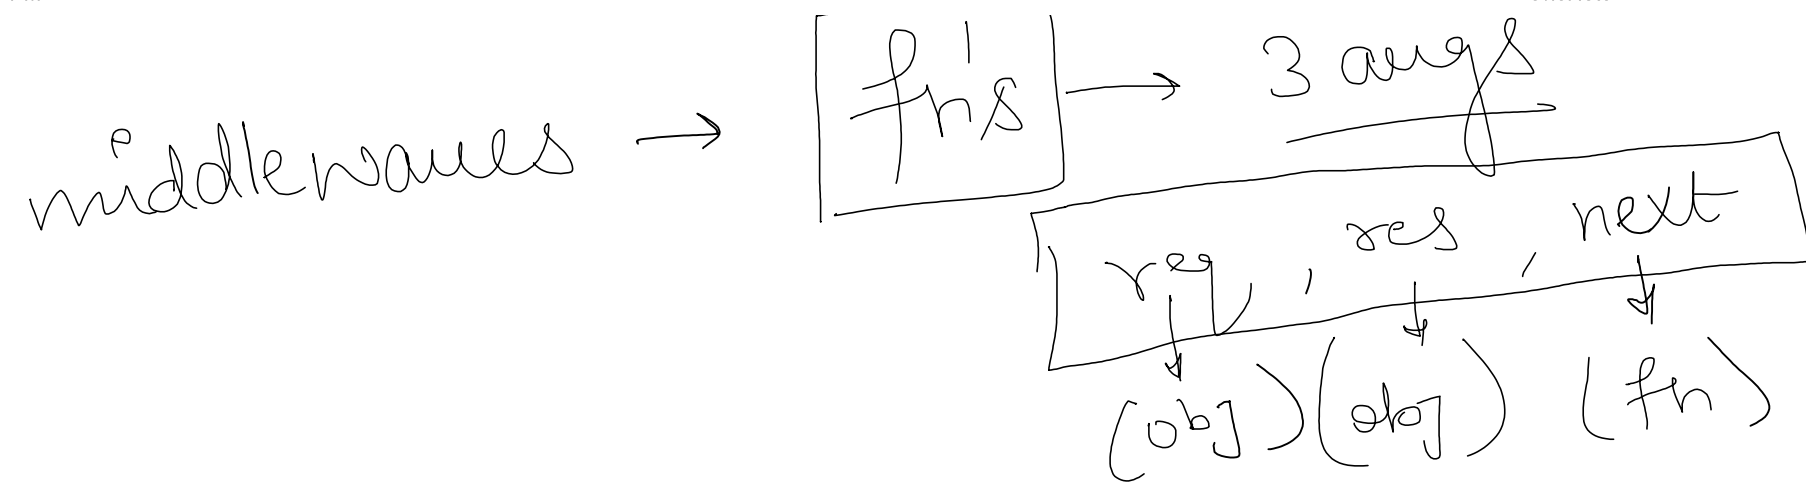 middlewares → fn's → 3 args
req, res, next
(obj) (obj) (fn)